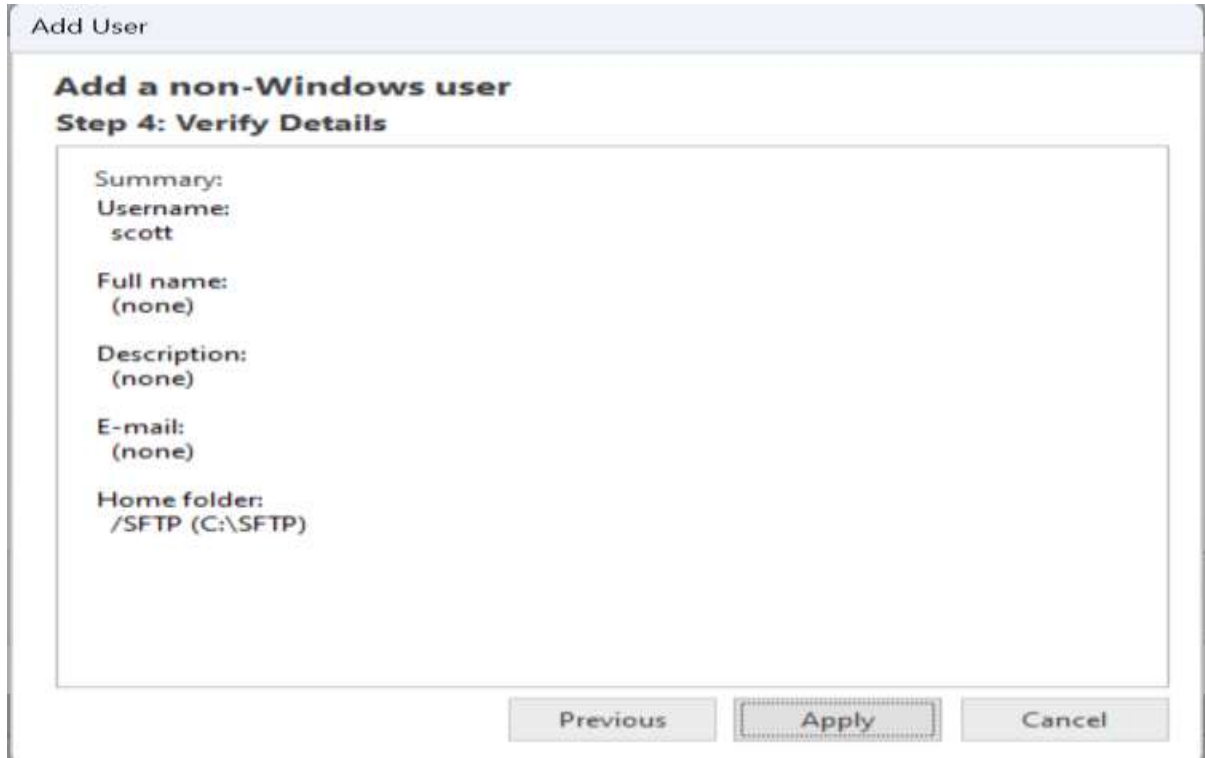 Add User
Add a non-Windows user
Step 4: Verify Details
Summary:
Username:
scott
Full name:
(none)
Description:
(none)
E-mail:
(none)
Home folder:
/SFTP (C:\SFTP)
Previous Apply Cancel